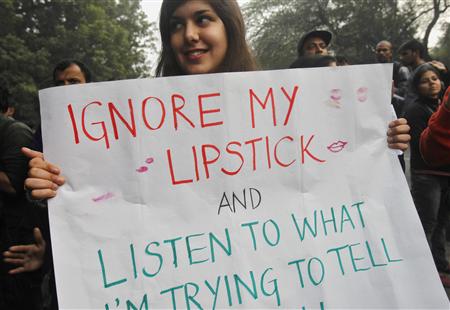 IGNORE MY
LIPSTICK
AND
LISTEN TO WHAT
I'M TRYING TO TELL